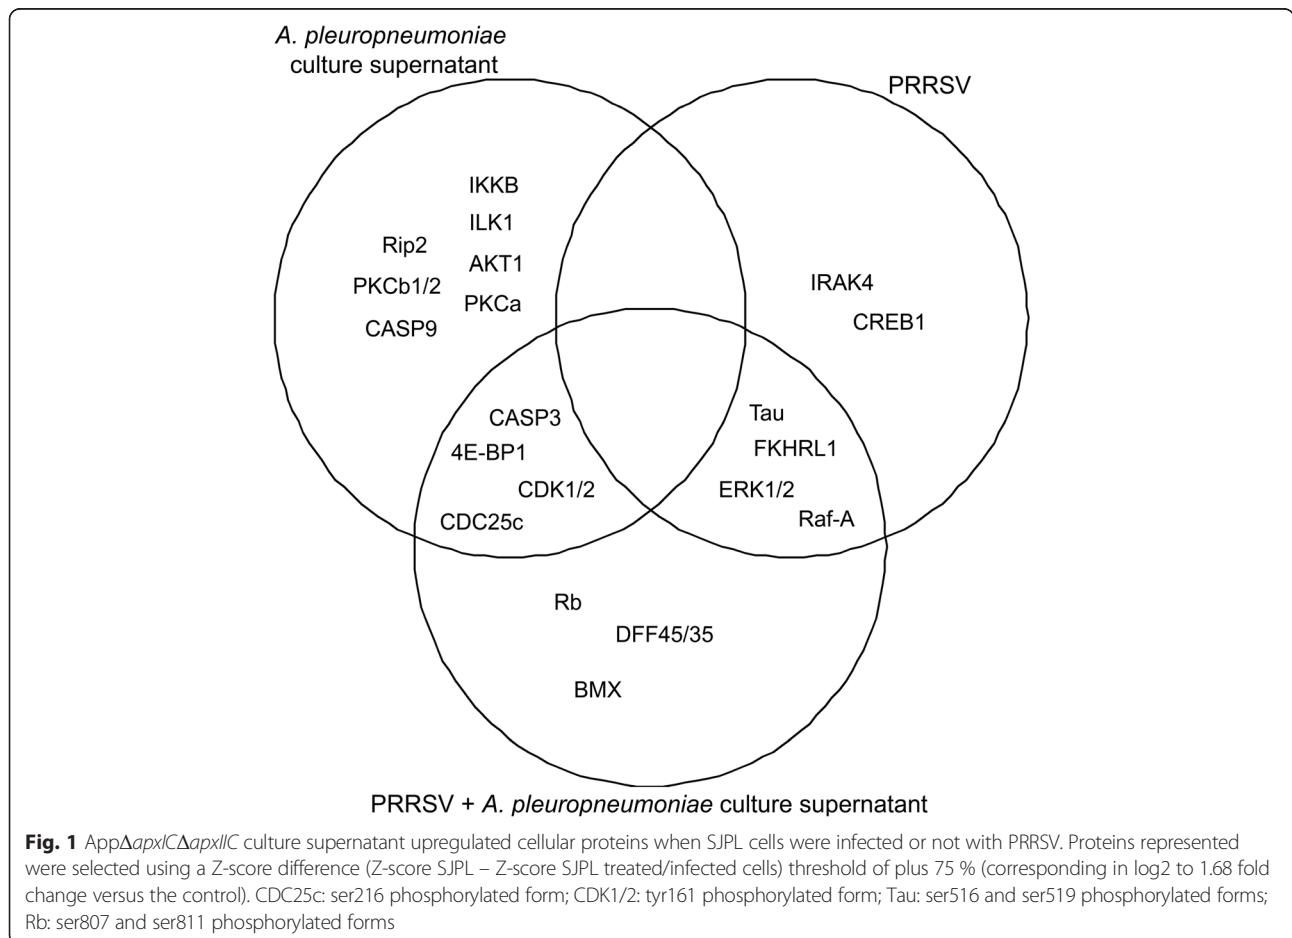 A. pleuropneumoniae
culture supernatant
PRRSV
IKKB
ILK1
Rip2
AKT1
PKCb1/2
PKCa
CASP9
IRAK4
CREB1
CASP3
4E-BP1
CDK1/2
CDC25c
Tau
FKHRL1
ERK1/2
Raf-A
Rb
DFF45/35
BMX
PRRSV + A. pleuropneumoniae culture supernatant
Fig. 1 AppΔapxICΔapxIIC culture supernatant upregulated cellular proteins when SJPL cells were infected or not with PRRSV. Proteins represented
were selected using a Z-score difference (Z-score SJPL – Z-score SJPL treated/infected cells) threshold of plus 75 % (corresponding in log2 to 1.68 fold
change versus the control). CDC25c: ser216 phosphorylated form; CDK1/2: tyr161 phosphorylated form; Tau: ser516 and ser519 phosphorylated forms;
Rb: ser807 and ser811 phosphorylated forms